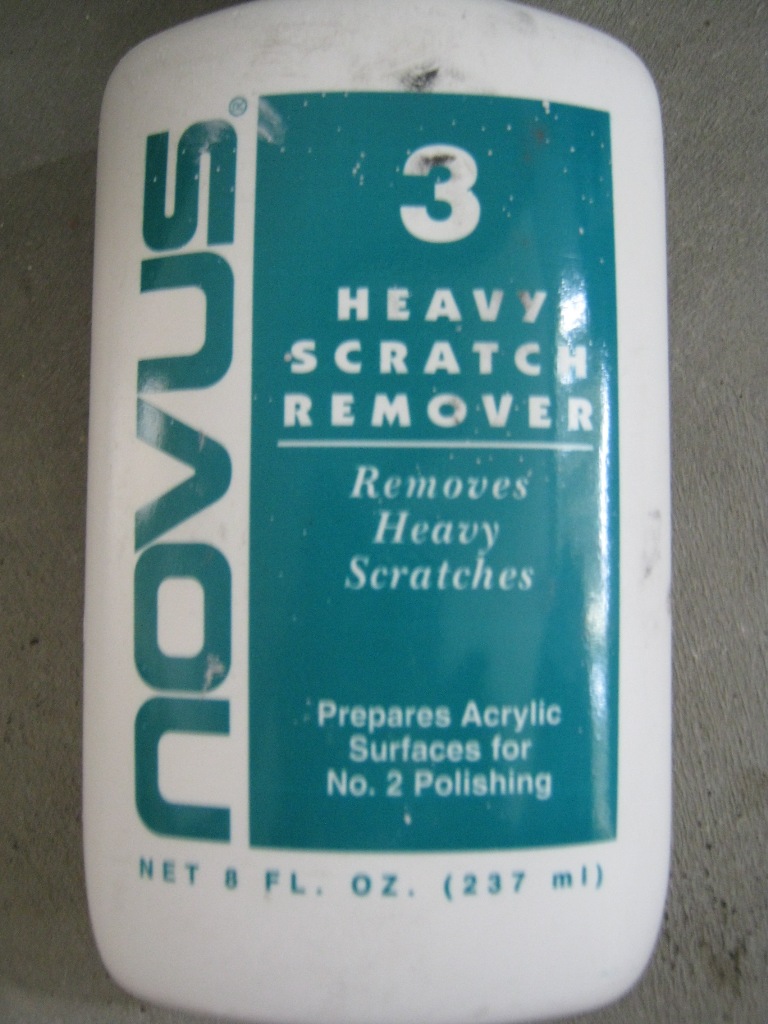 NOVUS®
3
HEAVY
SCRATCH
REMOVER
Removes
Heavy
Scratches
Prepares Acrylic
Surfaces for
No. 2 Polishing
NET 8 FL. OZ. (237 ml)